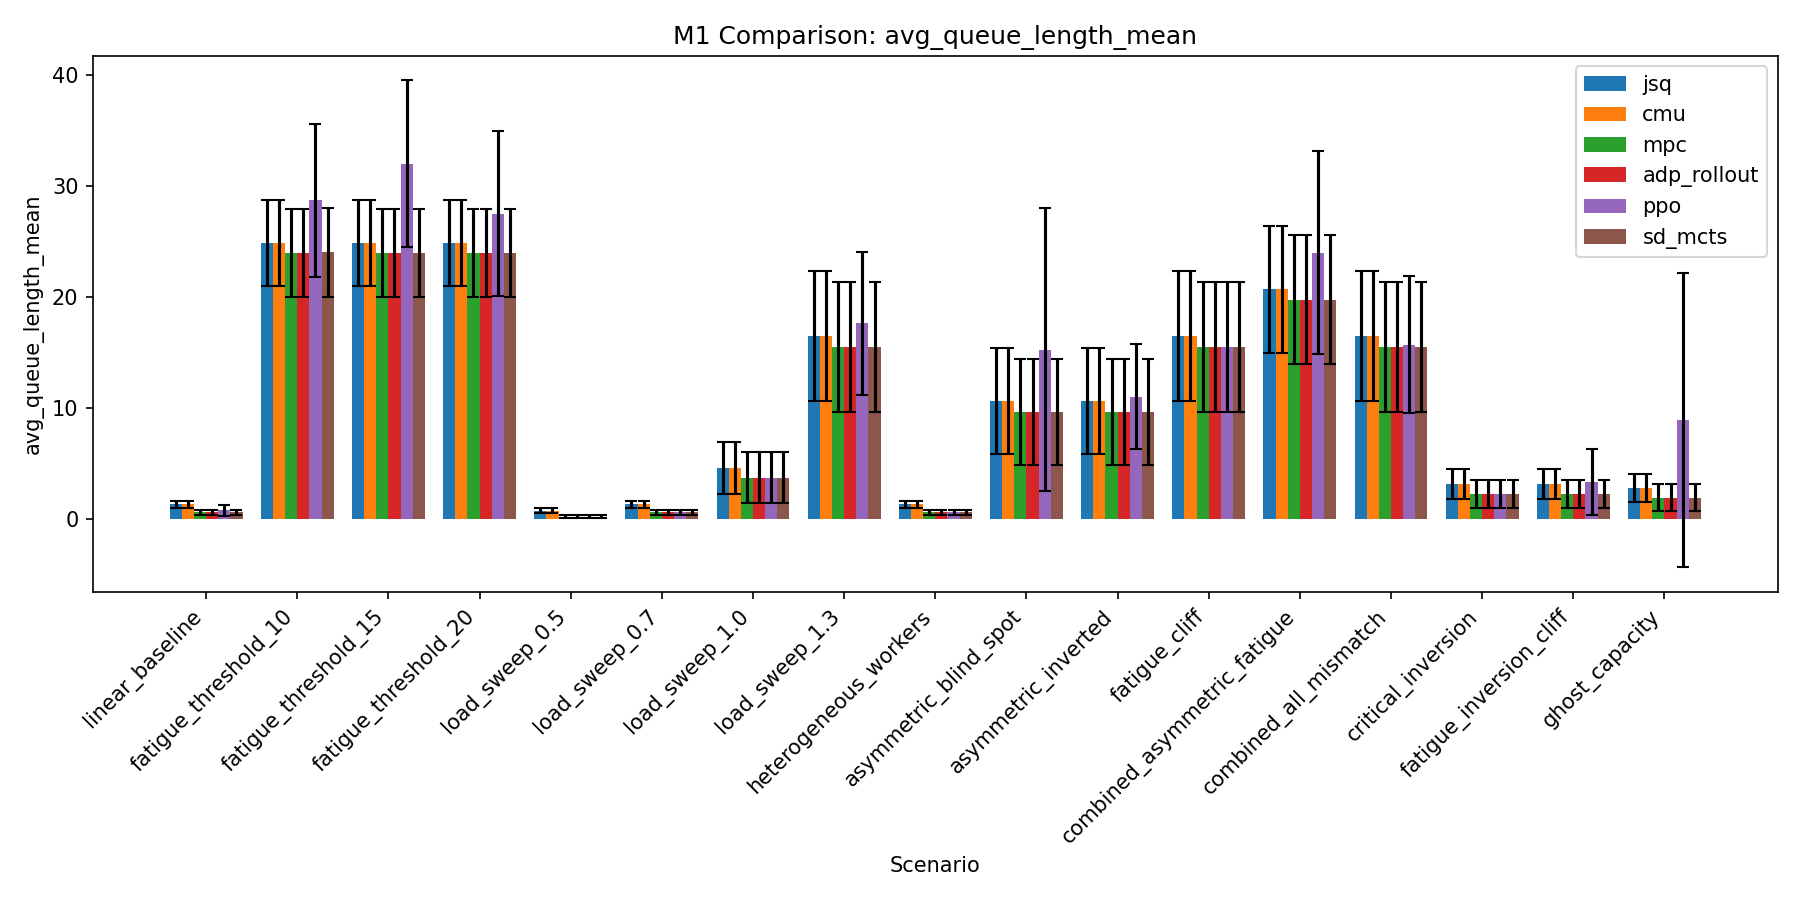 M1 Comparison: avg_queue_length_mean
avg_queue_length_mean
40
30
20
10
0
jsq
cmu
mpc
adp_rollout
ppo
sd_mcts
linear_baseline
fatigue_threshold_10
fatigue_threshold_15
fatigue_threshold_20
load_sweep_0.5
load_sweep_0.7
load_sweep_1.0
load_sweep_1.3
heterogeneous_workers
asymmetric_blind_spot
asymmetric_inverted
fatigue_cliff
combined_asymmetric_fatigue
combined_all_mismatch
critical_inversion
fatigue_inversion_cliff
ghost_capacity
Scenario